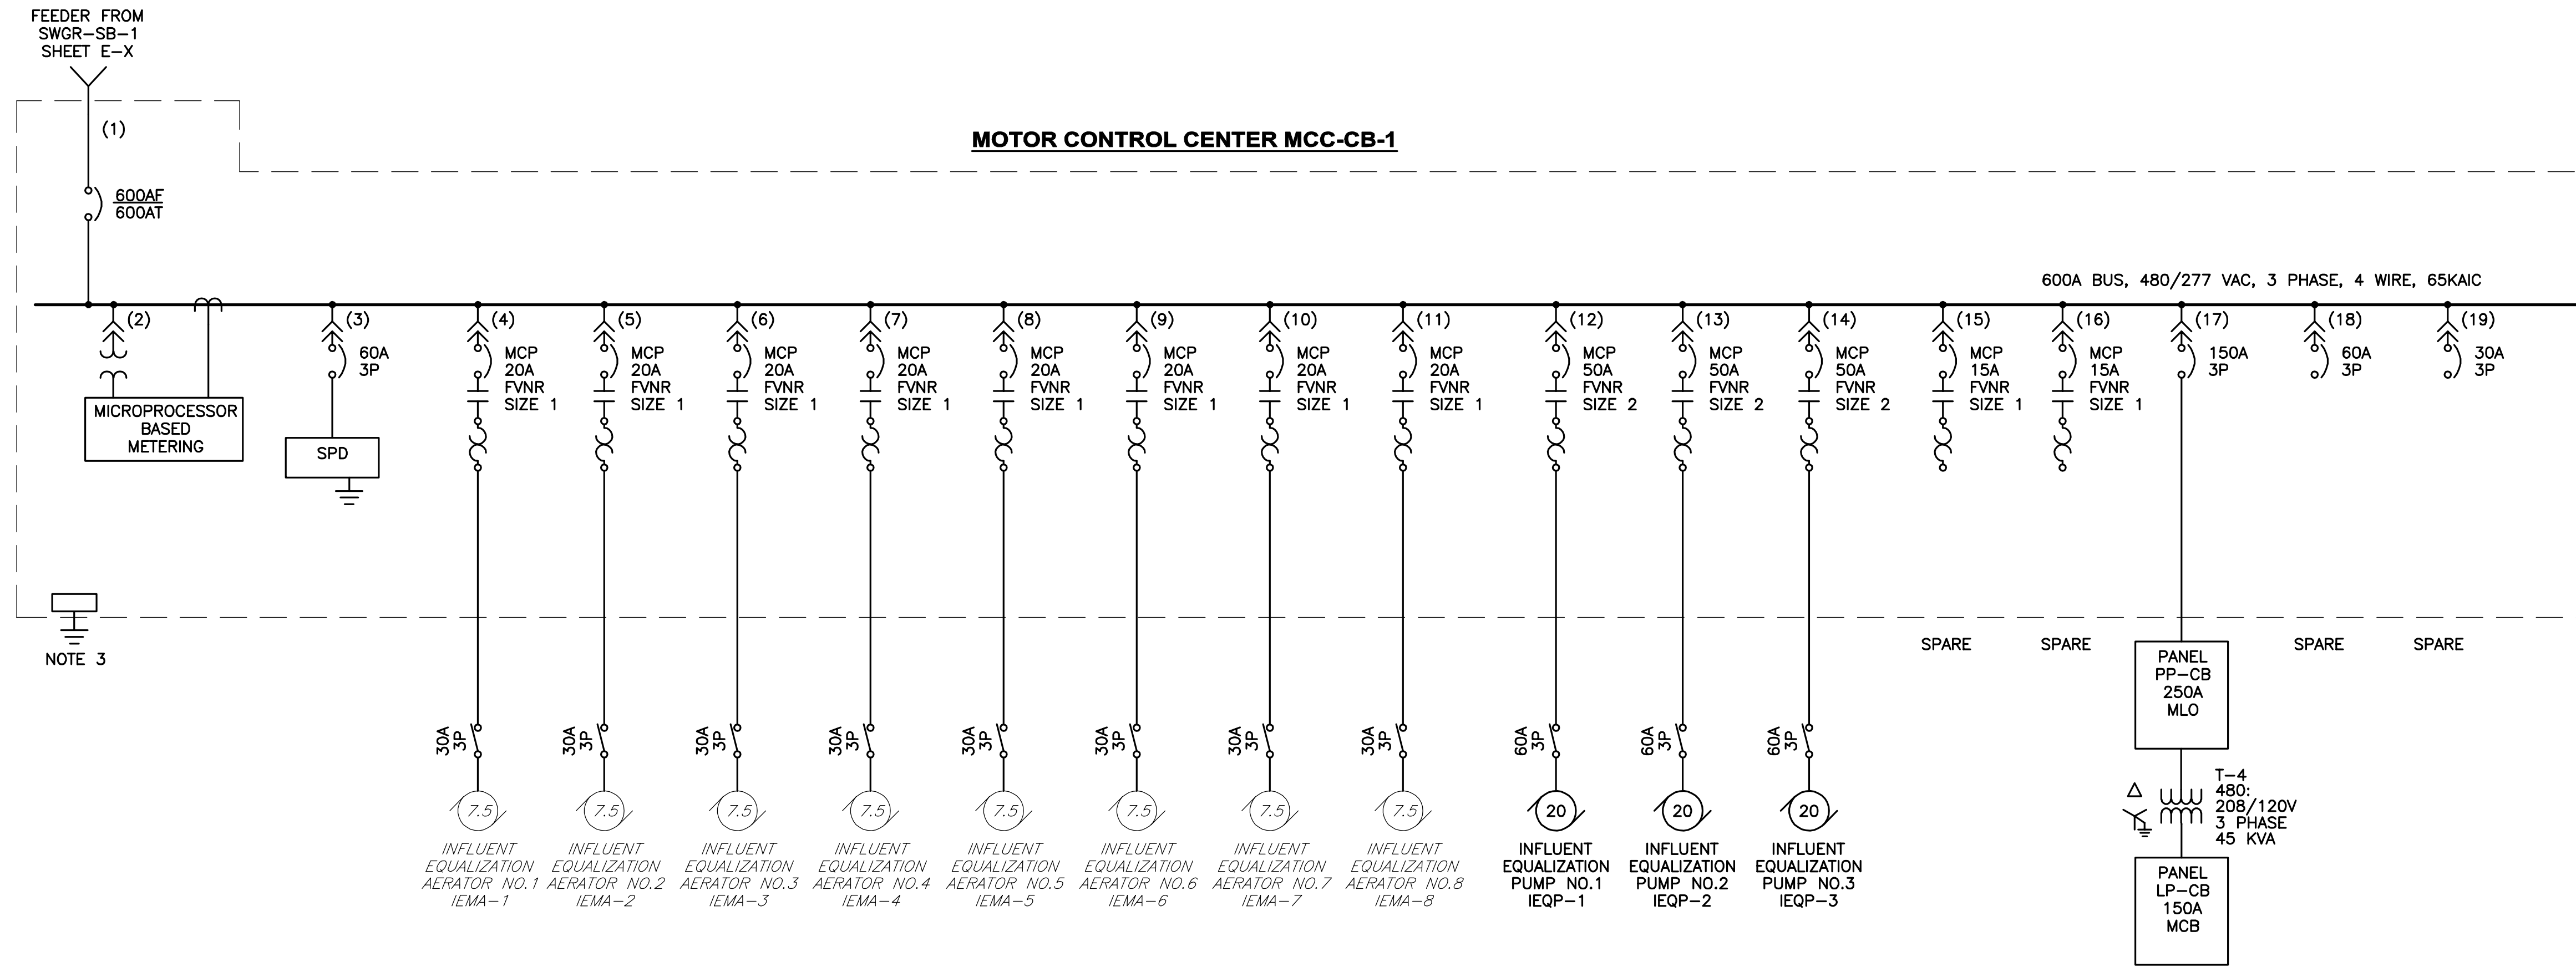 FEEDER FROM
SWGR-SB-1
SHEET E-X
(1)
MOTOR CONTROL CENTER MCC-CB-1
600AF
600AT
600A BUS, 480/277 VAC, 3 PHASE, 4 WIRE, 65KAIC
(2)
MICROPROCESSOR
BASED
METERING
(3)
60A
3P
SPD
(4)
MCP
20A
FVNR
SIZE 1
(5)
MCP
20A
FVNR
SIZE 1
(6)
MCP
20A
FVNR
SIZE 1
(7)
MCP
20A
FVNR
SIZE 1
(8)
MCP
20A
FVNR
SIZE 1
(9)
MCP
20A
FVNR
SIZE 1
(10)
MCP
20A
FVNR
SIZE 1
(11)
MCP
20A
FVNR
SIZE 1
(12)
MCP
50A
FVNR
SIZE 2
(13)
MCP
50A
FVNR
SIZE 2
(14)
MCP
50A
FVNR
SIZE 2
(15)
MCP
15A
FVNR
SIZE 1
(16)
MCP
15A
FVNR
SIZE 1
(17)
150A
3P
(18)
60A
3P
(19)
30A
3P
NOTE 3
SPARE
SPARE
SPARE
SPARE
PANEL
PP-CB
250A
MLO
30A
3P
30A
3P
30A
3P
30A
3P
30A
3P
30A
3P
30A
3P
30A
3P
60A
3P
60A
3P
60A
3P
7.5
INFLUENT
EQUALIZATION
AERATOR NO.1
IEMA-1
7.5
INFLUENT
EQUALIZATION
AERATOR NO.2
IEMA-2
7.5
INFLUENT
EQUALIZATION
AERATOR NO.3
IEMA-3
7.5
INFLUENT
EQUALIZATION
AERATOR NO.4
IEMA-4
7.5
INFLUENT
EQUALIZATION
AERATOR NO.5
IEMA-5
7.5
INFLUENT
EQUALIZATION
AERATOR NO.6
IEMA-6
7.5
INFLUENT
EQUALIZATION
AERATOR NO.7
IEMA-7
7.5
INFLUENT
EQUALIZATION
AERATOR NO.8
IEMA-8
20
INFLUENT
EQUALIZATION
PUMP NO.1
IEQP-1
20
INFLUENT
EQUALIZATION
PUMP NO.2
IEQP-2
20
INFLUENT
EQUALIZATION
PUMP NO.3
IEQP-3
T-4
480:
208/120V
3 PHASE
45 KVA
PANEL
LP-CB
150A
MCB